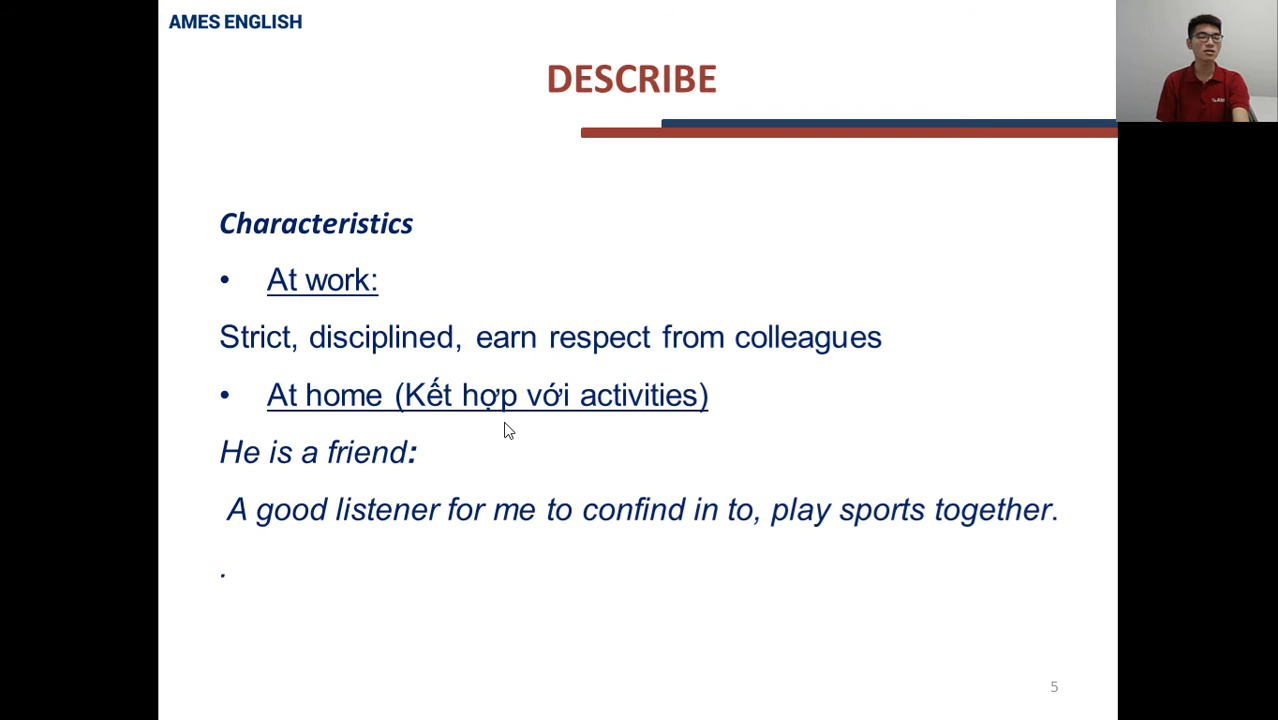 AMES ENGLISH
DESCRIBE
Characteristics
• At work:
Strict, disciplined, earn respect from colleagues
• At home (Kết hợp với activities)
He is a friend:
A good listener for me to confind in to, play sports together.
.
5